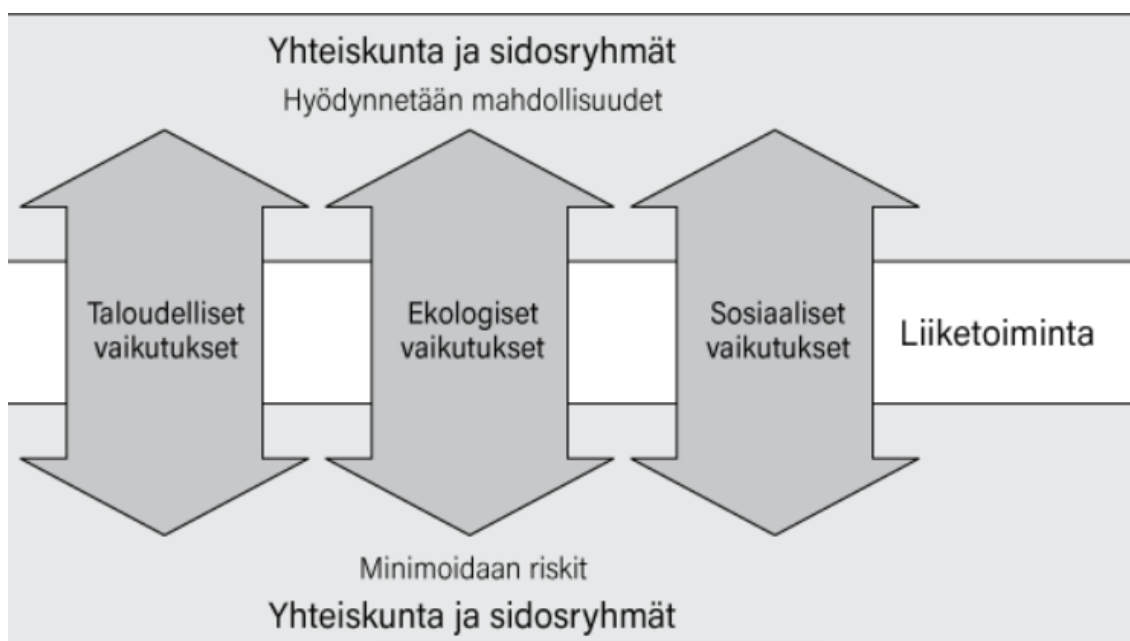 Yhteiskunta ja sidosryhmät
Hyödynnetään mahdollisuudet
Taloudelliset
vaikutukset
Ekologiset
vaikutukset
Sosiaaliset
vaikutukset
Liiketoiminta
Minimoidaan riskit
Yhteiskunta ja sidosryhmät